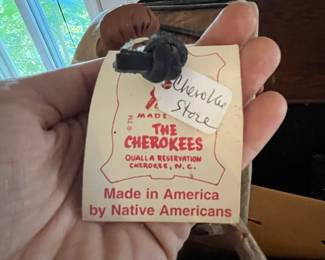 Cherokee
Store
MADE
THE
CHEROKEES
QUALLA RESERVATION
CHEROKEE, N.C.
Made in America
by Native Americans